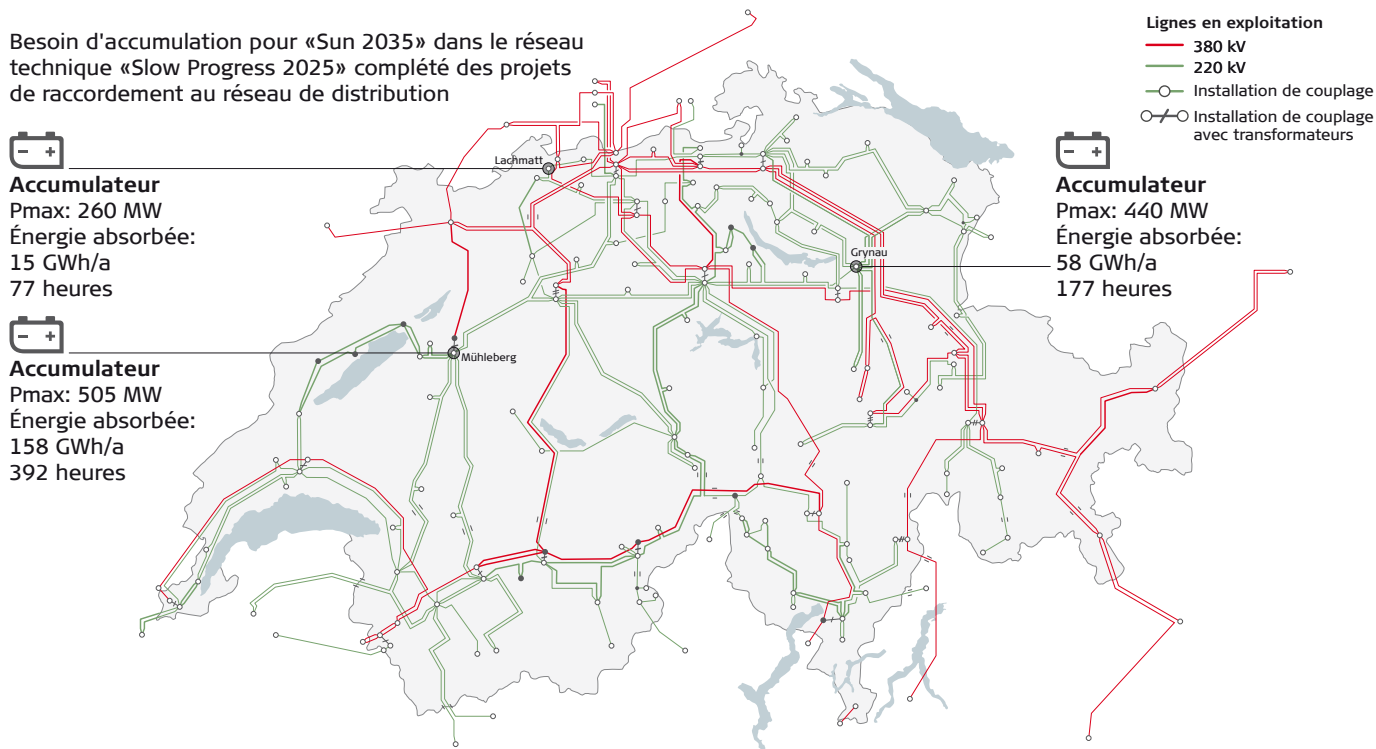 Besoin d'accumulation pour «Sun 2035» dans le réseau
technique «Slow Progress 2025» complété des projets
de raccordement au réseau de distribution
Lignes en exploitation
380 kV
220 kV
Installation de couplage
Installation de couplage
avec transformateurs
Accumulateur
Pmax: 260 MW
Énergie absorbée:
15 GWh/a
77 heures
Lachmatt
Accumulateur
Pmax: 440 MW
Énergie absorbée:
58 GWh/a
177 heures
Grynau
Accumulateur
Pmax: 505 MW
Énergie absorbée:
158 GWh/a
392 heures
Mühleberg